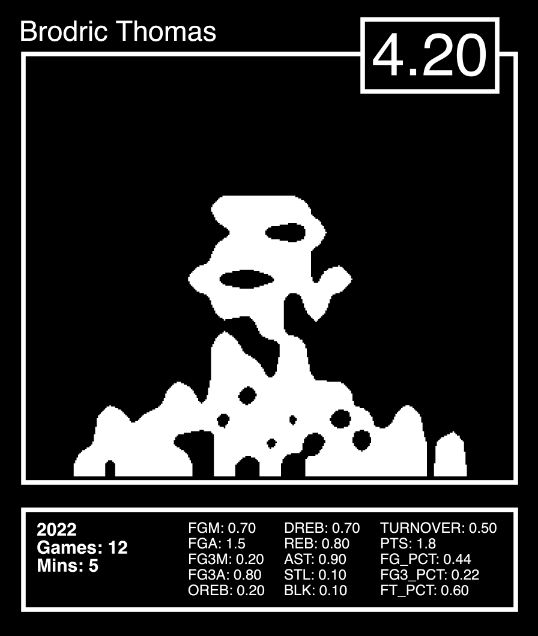 Brodric Thomas
4.20
2022
Games: 12
Mins: 5
FGM: 0.70
FGA: 1.5
FG3M: 0.20
FG3A: 0.80
OREB: 0.20
DREB: 0.70
REB: 0.80
AST: 0.90
STL: 0.10
BLK: 0.10
TURNOVER: 0.50
PTS: 1.8
FG_PCT: 0.44
FG3_PCT: 0.22
FT_PCT: 0.60